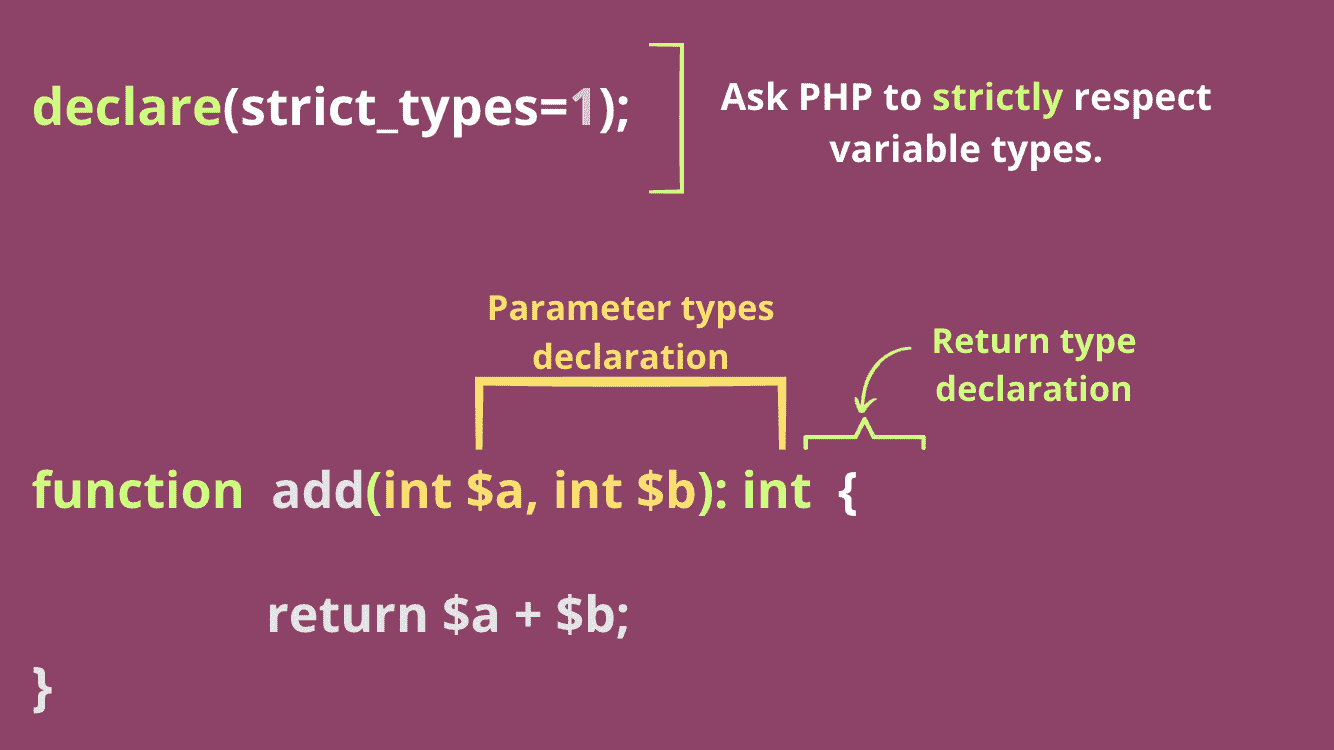 declare(strict_types=1);
Ask PHP to strictly respect
variable types.
Parameter types
declaration
Return type
declaration
function add(int $a, int $b): int {
return $a + $b;
}